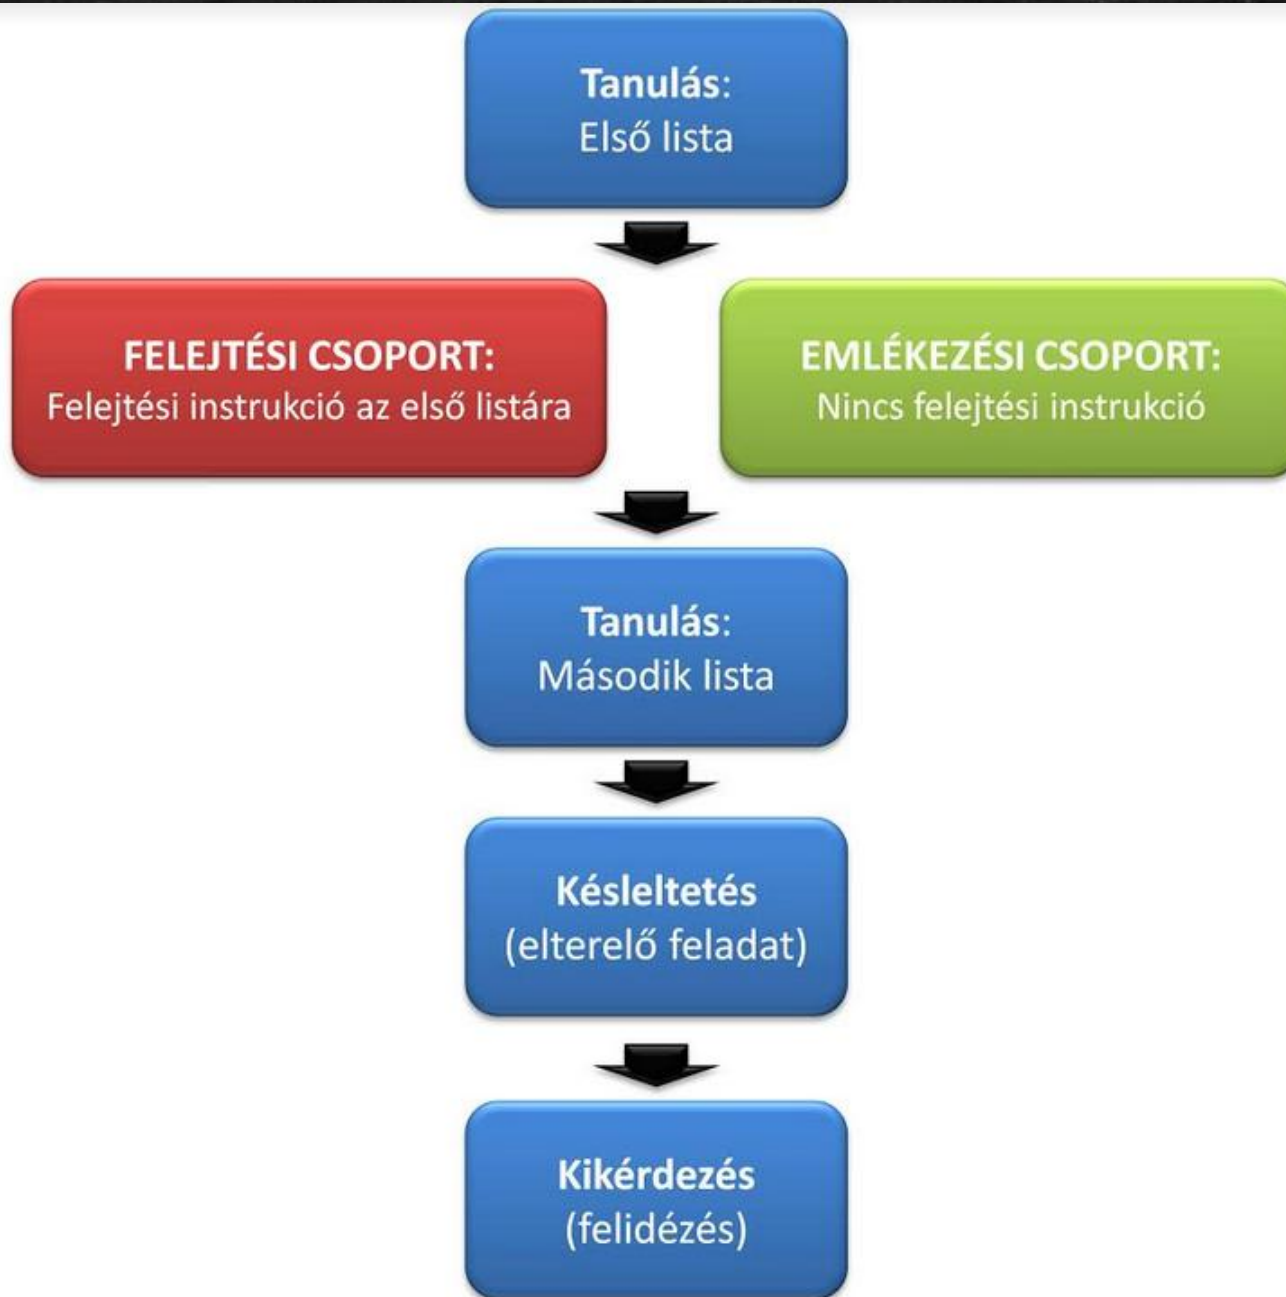 Tanulás:
Első lista
FELEJTÉSI CSOPORT:
Felejtési instrukció az első listára
EMLÉKEZÉSI CSOPORT:
Nincs felejtési instrukció
Tanulás:
Második lista
Késleltetés
(elterelő feladat)
Kikérdezés
(felidézés)